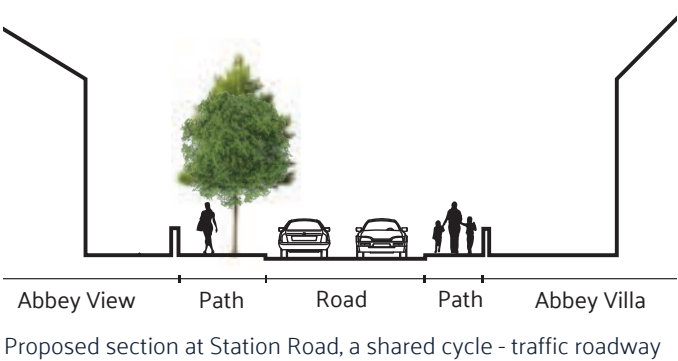 Abbey View Path Road Path Abbey Villa
Proposed section at Station Road, a shared cycle - traffic roadway